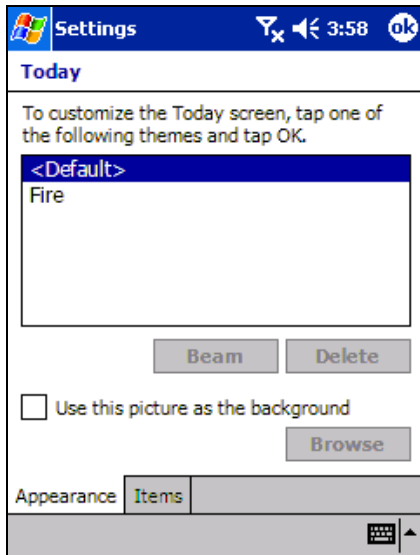 Settings 3:58 ok
Today
To customize the Today screen, tap one of
the following themes and tap OK.
<Default>
Fire
Beam Delete
Use this picture as the background
Browse
Appearance Items